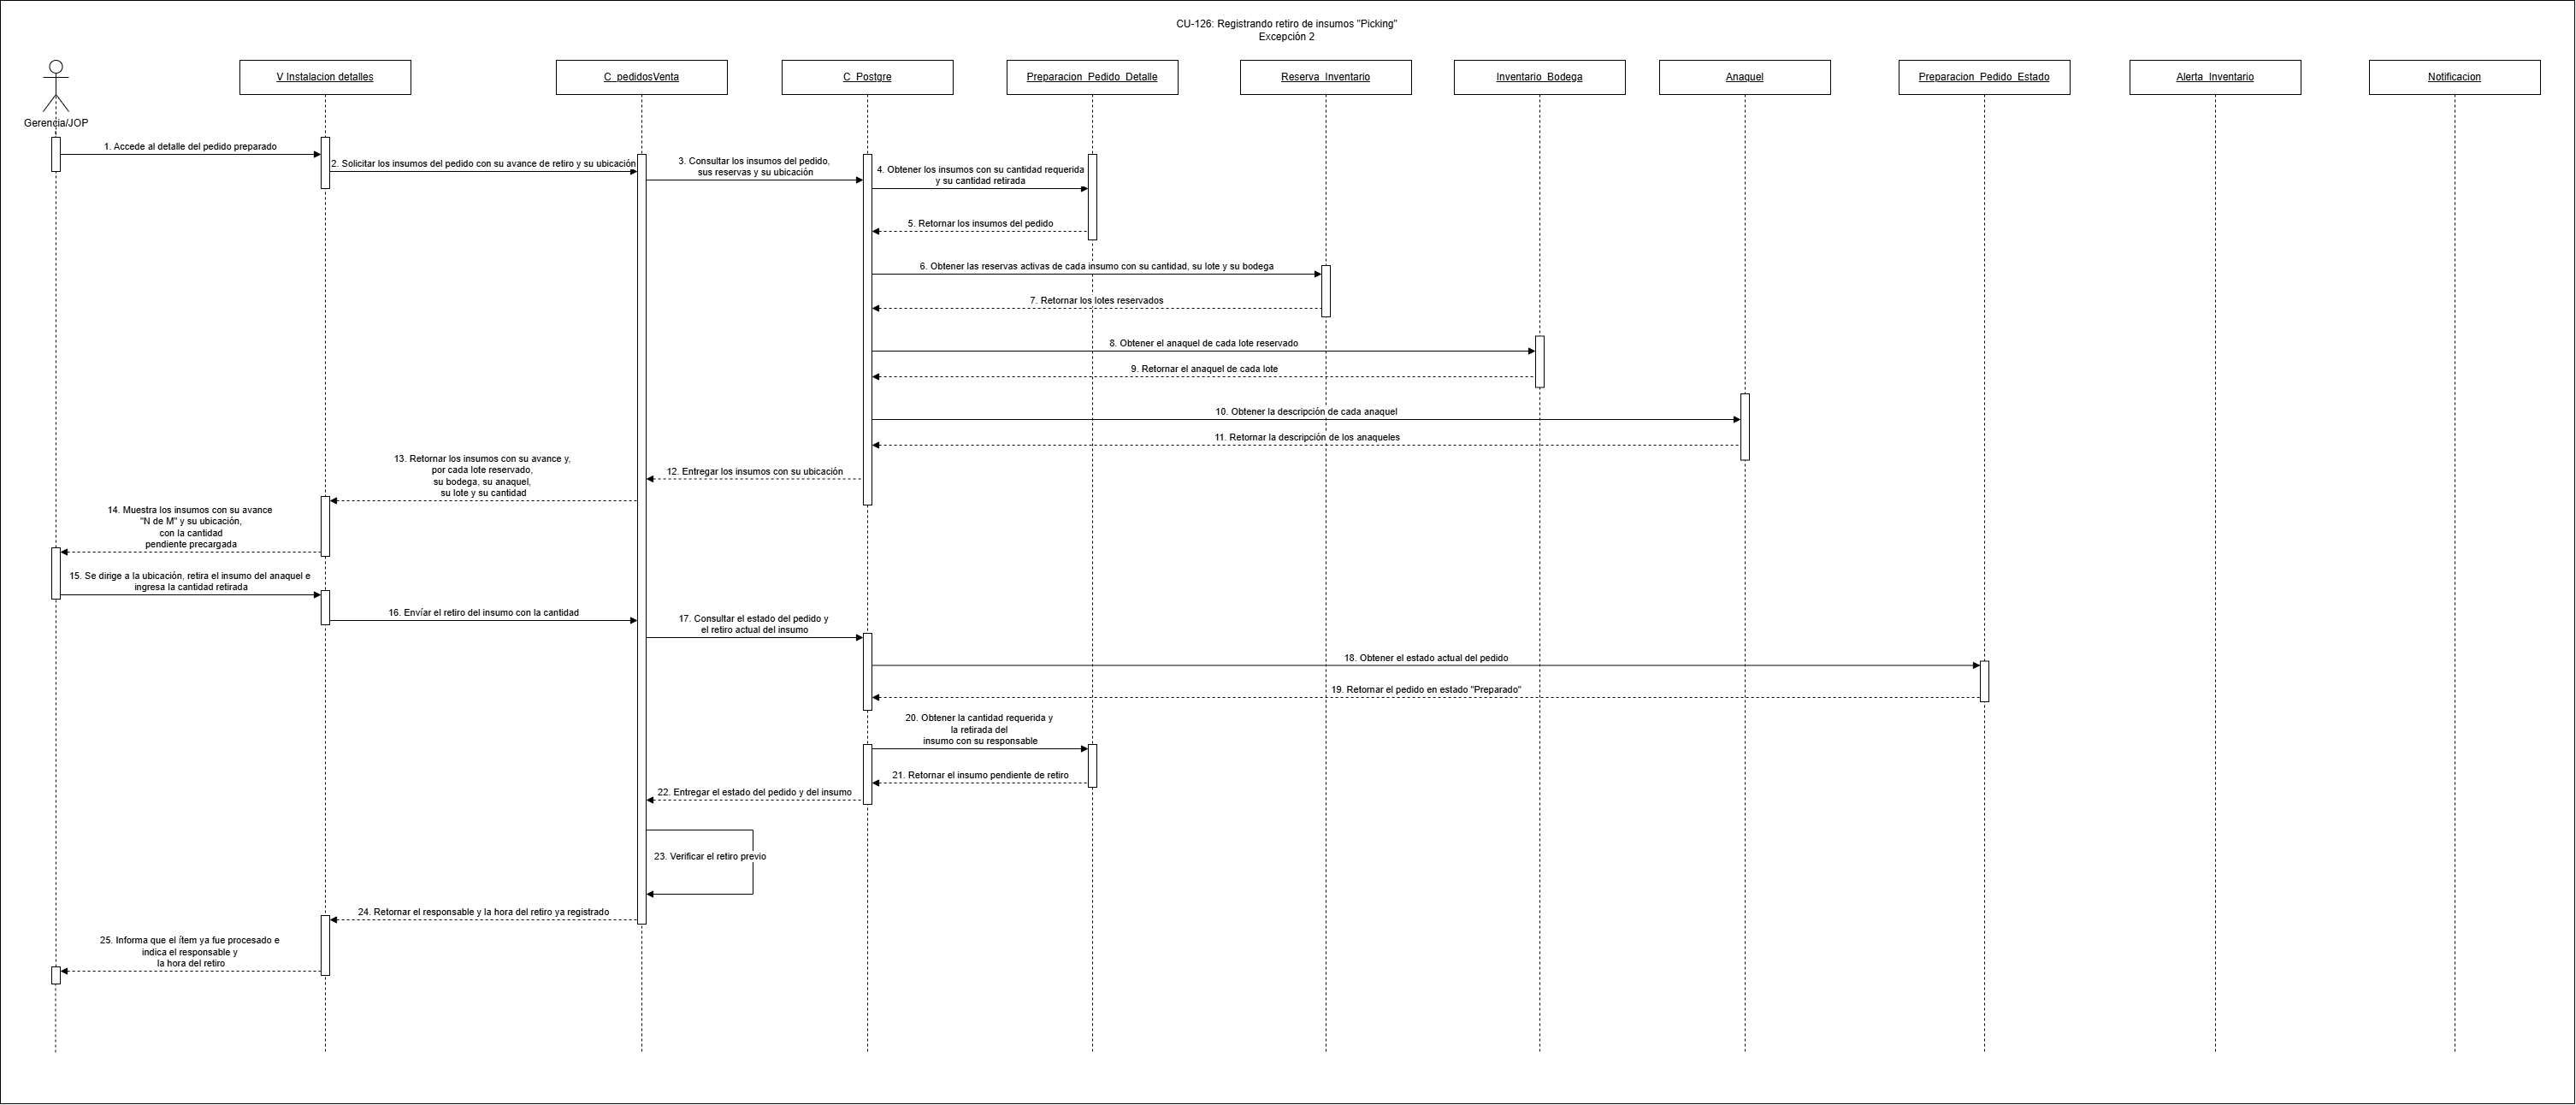 CU-126: Registrando retiro de insumos "Picking"
Excepción 2
Gerencia/JOP
V Instalacion detalles
C_pedidosVenta
C_Postgre
Preparacion_Pedido_Detalle
Reserva_Inventario
Inventario_Bodega
Anaquel
Preparacion_Pedido_Estado
Alerta_Inventario
Notificacion
1. Accede al detalle del pedido preparado
2. Solicitar los insumos del pedido con su avance de retiro y su ubicación
3. Consultar los insumos del pedido,
sus reservas y su ubicación
4. Obtener los insumos con su cantidad requerida
y su cantidad retirada
5. Retornar los insumos del pedido
6. Obtener las reservas activas de cada insumo con su cantidad, su lote y su bodega
7. Retornar los lotes reservados
8. Obtener el anaquel de cada lote reservado
9. Retornar el anaquel de cada lote
10. Obtener la descripción de cada anaquel
11. Retornar la descripción de los anaqueles
12. Entregar los insumos con su ubicación
13. Retornar los insumos con su avance y,
por cada lote reservado,
su bodega, su anaquel,
su lote y su cantidad
14. Muestra los insumos con su avance
"N de M" y su ubicación,
con la cantidad
pendiente precargada
15. Se dirige a la ubicación, retira el insumo del anaquel e
ingresa la cantidad retirada
16. Envíar el retiro del insumo con la cantidad
17. Consultar el estado del pedido y
el retiro actual del insumo
18. Obtener el estado actual del pedido
19. Retornar el pedido en estado "Preparado"
20. Obtener la cantidad requerida y
la retirada del
insumo con su responsable
21. Retornar el insumo pendiente de retiro
22. Entregar el estado del pedido y del insumo
23. Verificar el retiro previo
24. Retornar el responsable y la hora del retiro ya registrado
25. Informa que el ítem ya fue procesado e
indica el responsable y
la hora del retiro